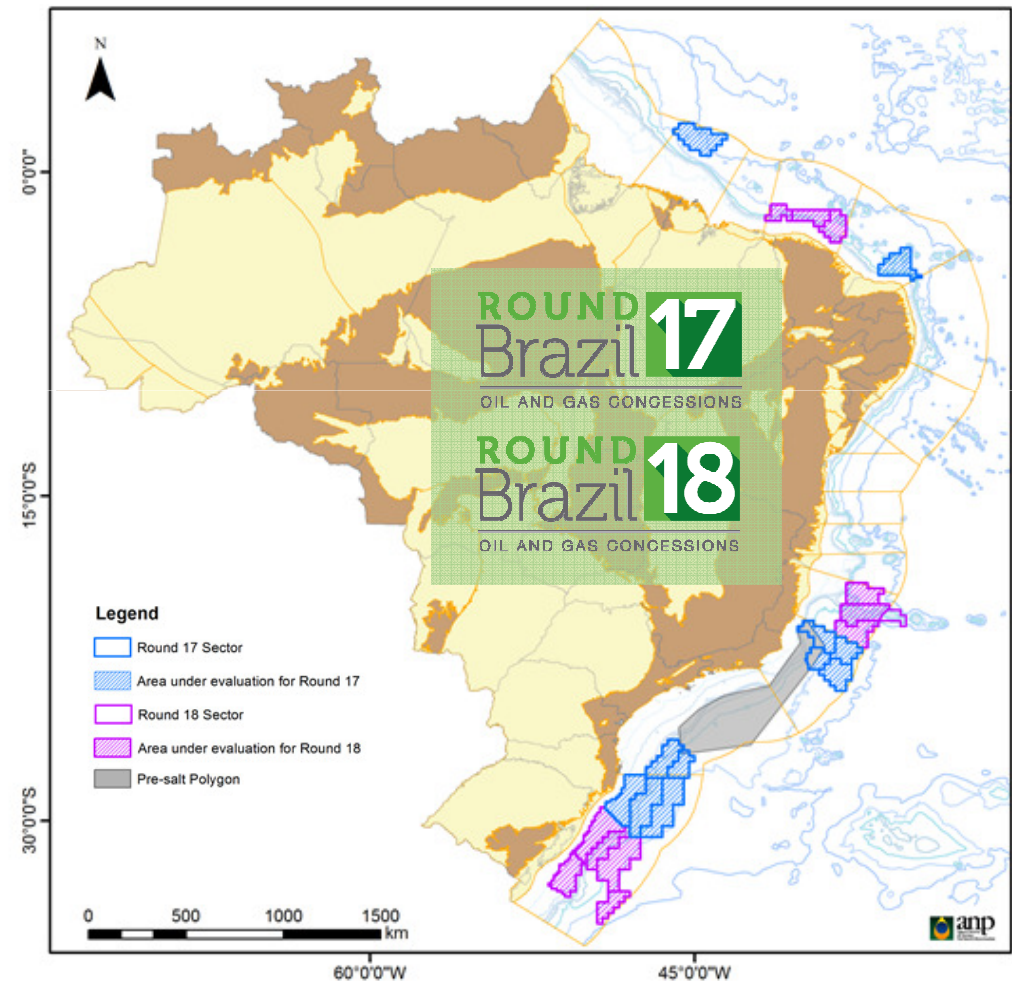 N
0°0'0"
15°0'0"S
30°0'0"S
ROUND
Brazil 17
OIL AND GAS CONCESSIONS
ROUND
Brazil 18
OIL AND GAS CONCESSIONS
Legend
Round 17 Sector
Area under evaluation for Round 17
Round 18 Sector
Area under evaluation for Round 18
Pre-salt Polygon
0 500 1000 1500
km
anp
60°0'0"W 45°0'0"W